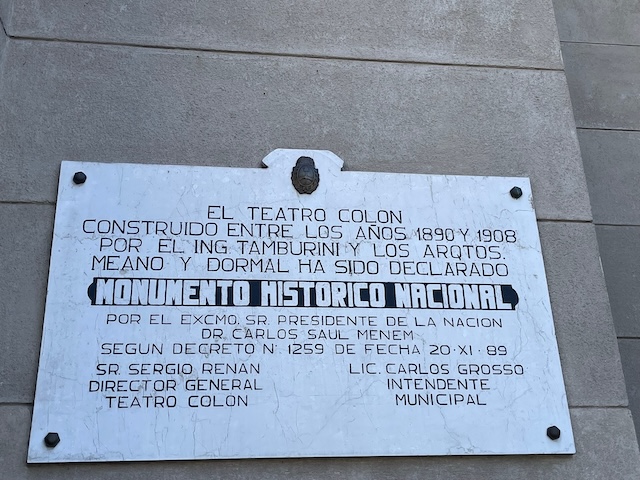 EL TEATRO COLON
CONSTRUIDO ENTRE LOS AÑOS 1890 Y 1908
POR EL ING TAMBURINI Y LOS ARQTOS.
MEANO Y DORMAL HA SIDO DECLARADO
MONUMENTO HISTORICO NACIONAL
POR EL EXCMO. SR. PRESIDENTE DE LA NACION
DR. CARLOS SAUL MENEM
SEGUN DECRETO N° 1259 DE FECHA 20·XI·89
SR. SERGIO RENAN
DIRECTOR GENERAL
TEATRO COLON
LIC. CARLOS GROSSO
INTENDENTE
MUNICIPAL